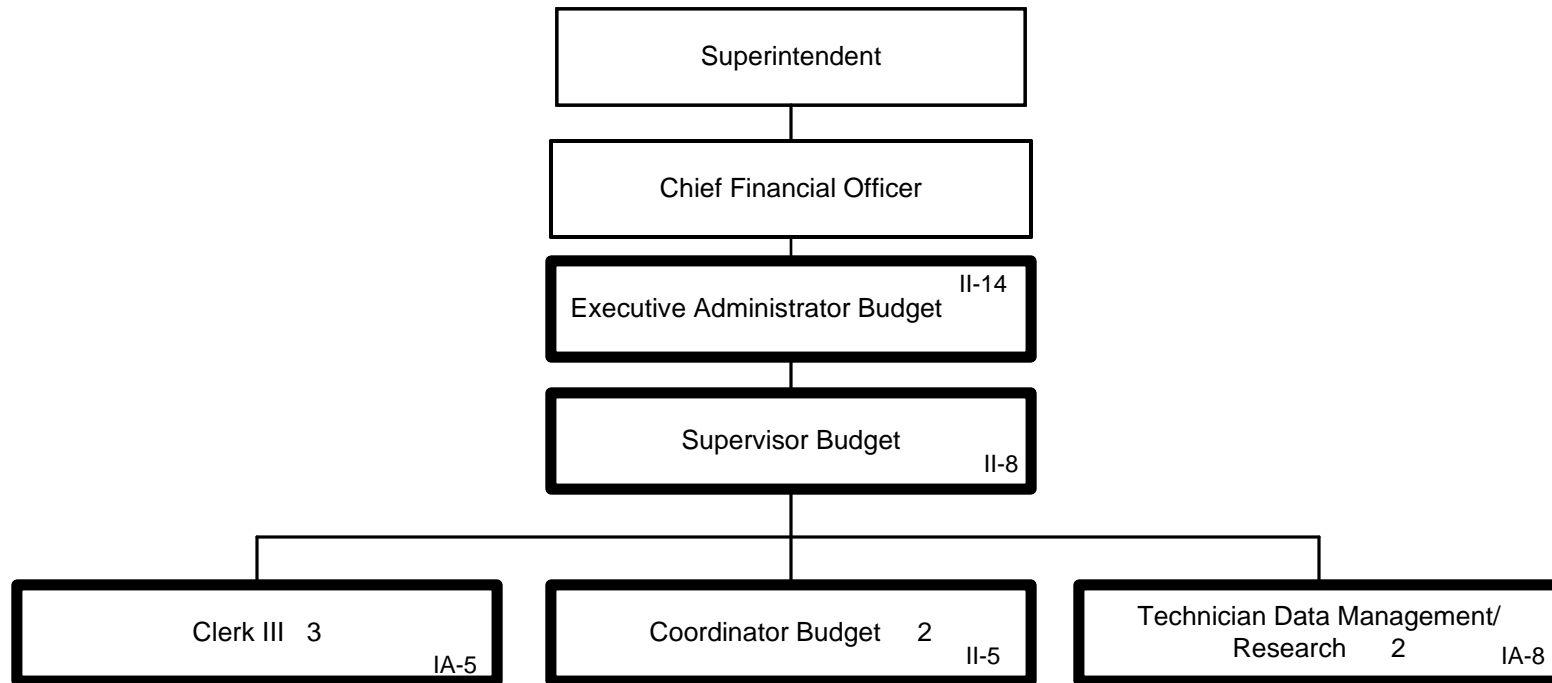 Superintendent
Chief Financial Officer
II-14
Executive Administrator Budget
Supervisor Budget
II-8
Clerk III 3
IA-5
Coordinator Budget 2
II-5
Technician Data Management/
Research 2
IA-8